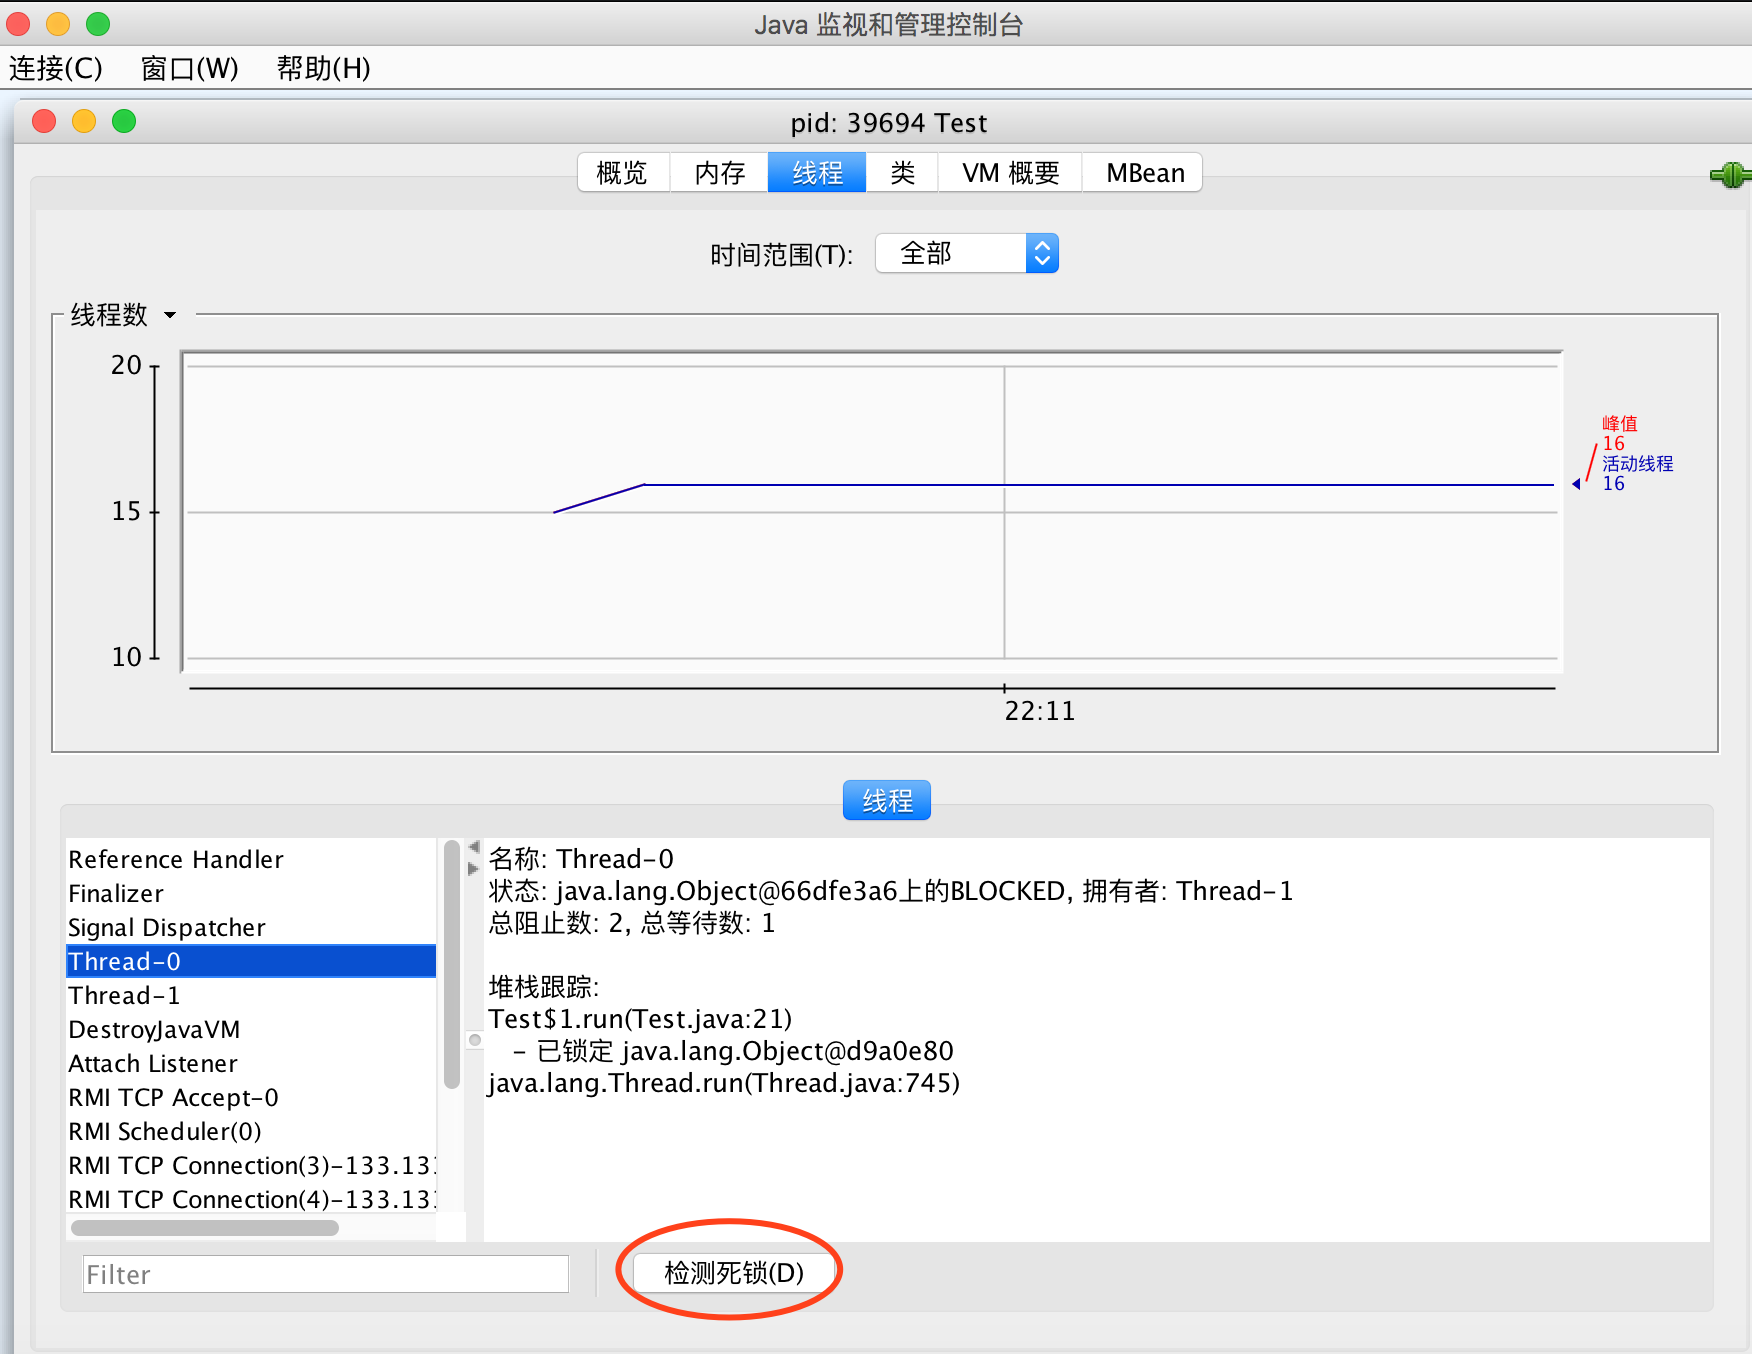 Java 监视和管理控制台
连接(C) 窗口(W) 帮助(H)
pid: 39694 Test
概览 内存 线程 类 VM 概要 MBean
时间范围(T): 全部
线程数
20
15
10
峰值
16
活动线程
16
22:11
线程
Reference Handler
Finalizer
Signal Dispatcher
Thread-0
Thread-1
DestroyJavaVM
Attach Listener
RMI TCP Accept-0
RMI Scheduler(0)
RMI TCP Connection(3)-133.13
RMI TCP Connection(4)-133.13
名称: Thread-0
状态: java.lang.Object@66dfe3a6上的BLOCKED, 拥有者: Thread-1
总阻止数: 2, 总等待数: 1
堆栈跟踪:
Test$1.run(Test.java:21)
- 已锁定 java.lang.Object@d9a0e80
java.lang.Thread.run(Thread.java:745)
Filter
检测死锁(D)